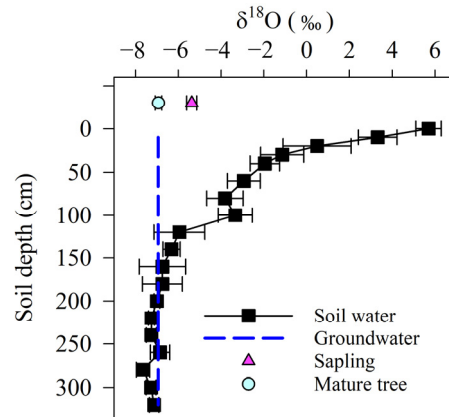 δ¹⁸O ( ‰ )
−8 −6 −4 −2 0 2 4 6
Soil depth (cm)
0
50
100
150
200
250
300
Soil water
Groundwater
Sapling
Mature tree